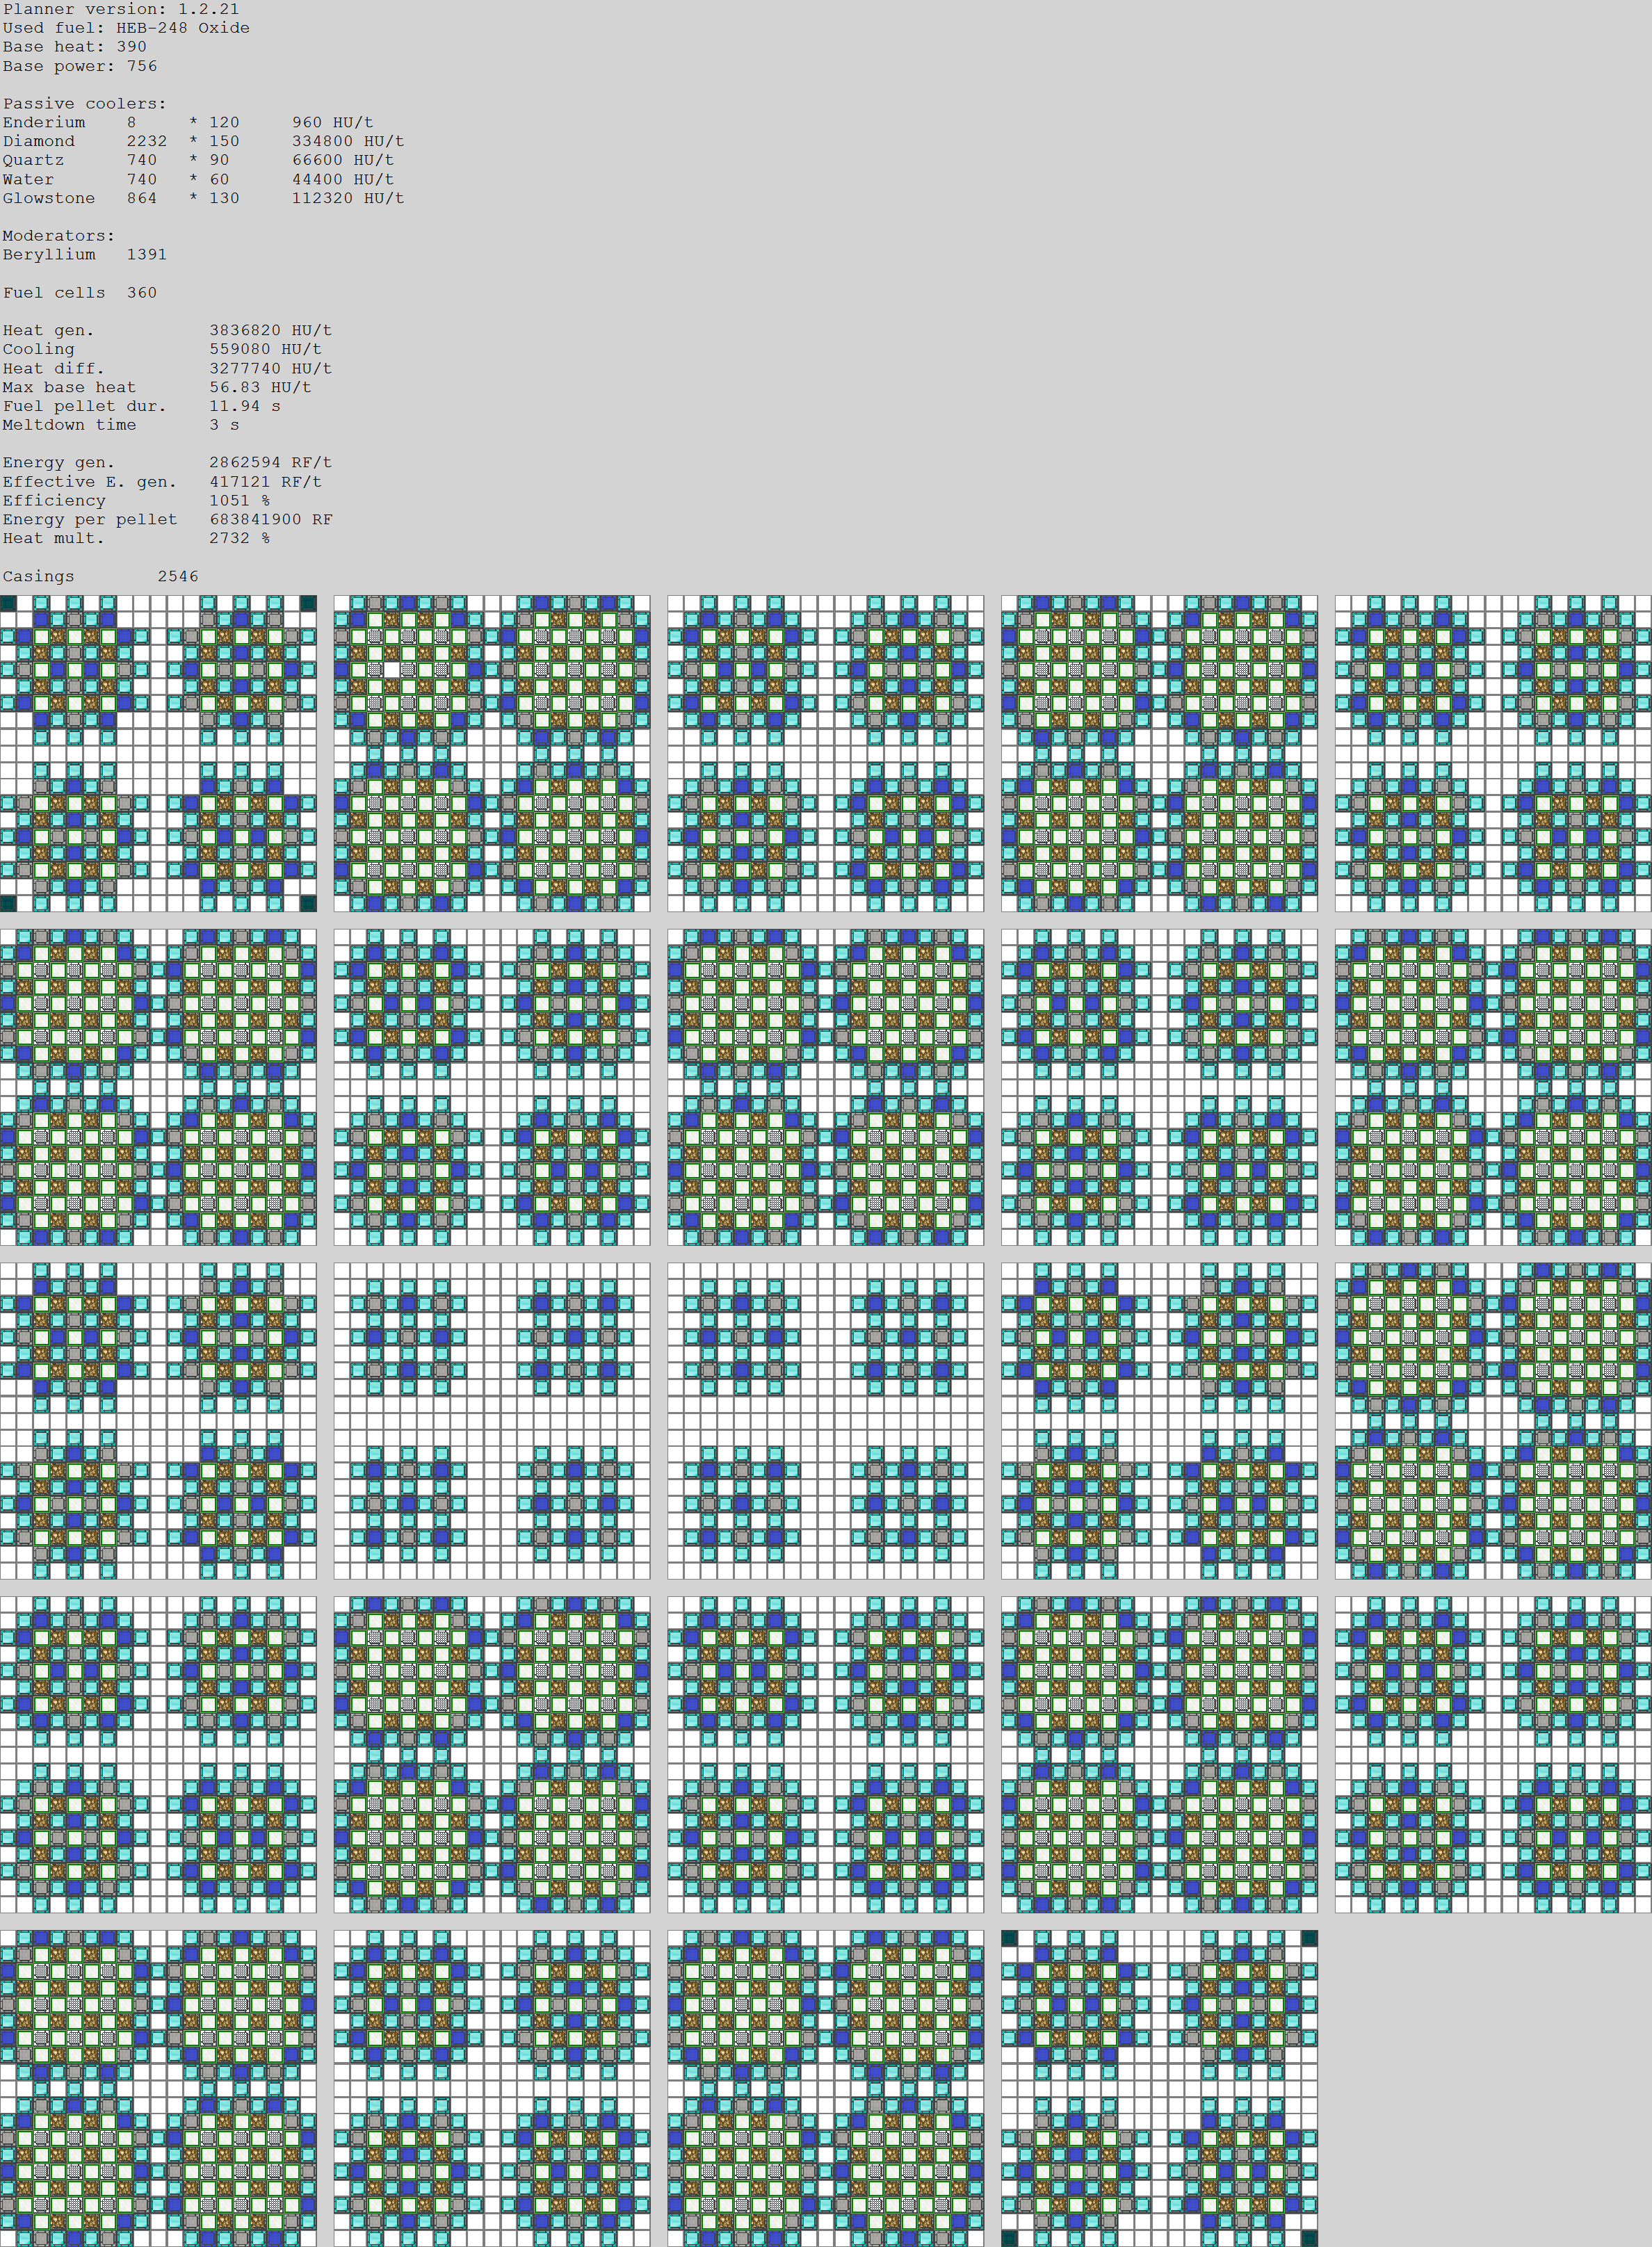 Planner version: 1.2.21
Used fuel: HEB-248 Oxide
Base heat: 390
Base power: 756
Passive coolers:
Enderium 8 * 120 960 HU/t
Diamond 2232 * 150 334800 HU/t
Quartz 740 * 90 66600 HU/t
Water 740 * 60 44400 HU/t
Glowstone 864 * 130 112320 HU/t
Moderators:
Beryllium 1391
Fuel cells 360
Heat gen. 3836820 HU/t
Cooling 559080 HU/t
Heat diff. 3277740 HU/t
Max base heat 56.83 HU/t
Fuel pellet dur. 11.94 s
Meltdown time 3 s
Energy gen. 2862594 RF/t
Effective E. gen. 417121 RF/t
Efficiency 1051 %
Energy per pellet 683841900 RF
Heat mult. 2732 %
Casings 2546